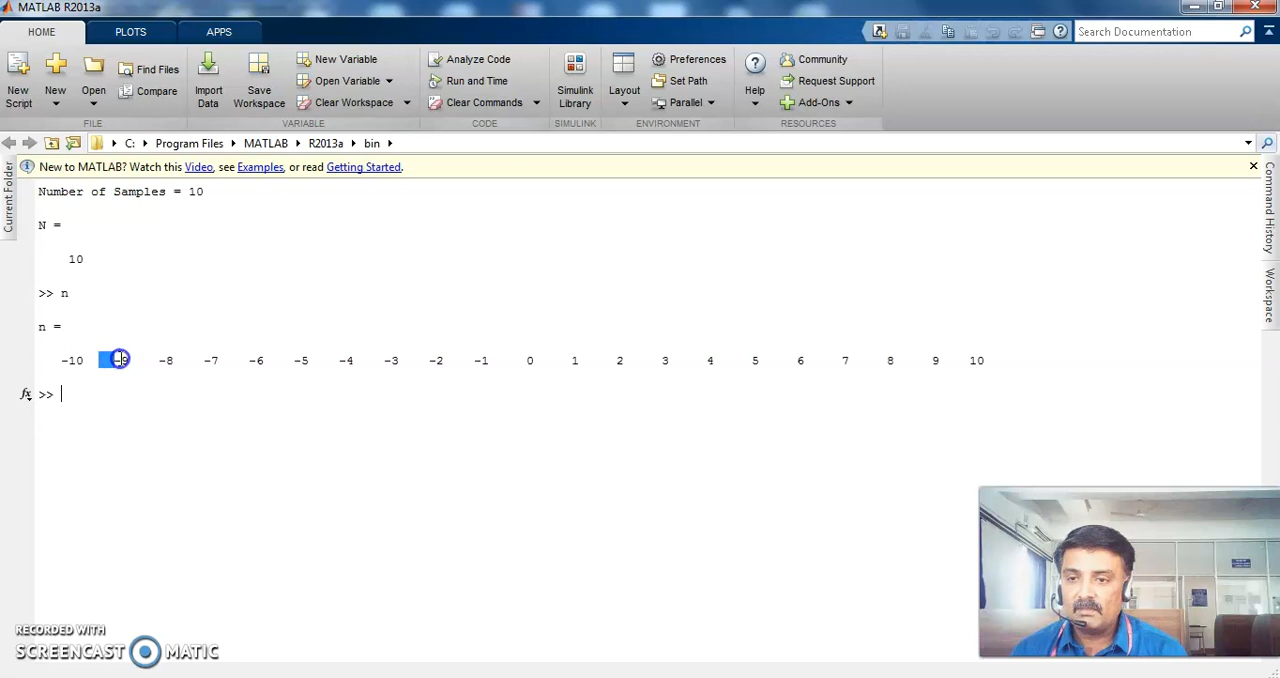 MATLAB R2013a
HOME PLOTS APPS
Search Documentation
New Script
New
Open
Find Files
Compare
Import Data
Save Workspace
New Variable
Open Variable
Clear Workspace
Analyze Code
Run and Time
Clear Commands
Simulink Library
Layout
Preferences
Set Path
Parallel
Help
Community
Request Support
Add-Ons
FILE VARIABLE CODE SIMULINK ENVIRONMENT RESOURCES
C: Program Files MATLAB R2013a bin
New to MATLAB? Watch this Video, see Examples, or read Getting Started.
Current Folder
Command History
Workspace
Number of Samples = 10
N =
10
>> n
n =
-10 -9 -8 -7 -6 -5 -4 -3 -2 -1 0 1 2 3 4 5 6 7 8 9 10
fx >>
RECORDED WITH
SCREENCAST MATIC